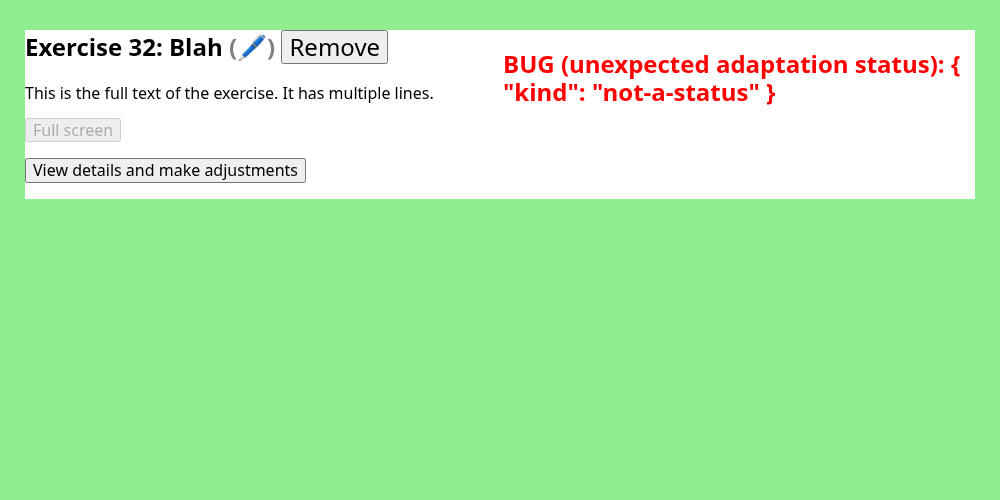 Exercise 32: Blah (🖊️) Remove
This is the full text of the exercise. It has multiple lines.
Full screen
View details and make adjustments
BUG (unexpected adaptation status): {
"kind": "not-a-status" }